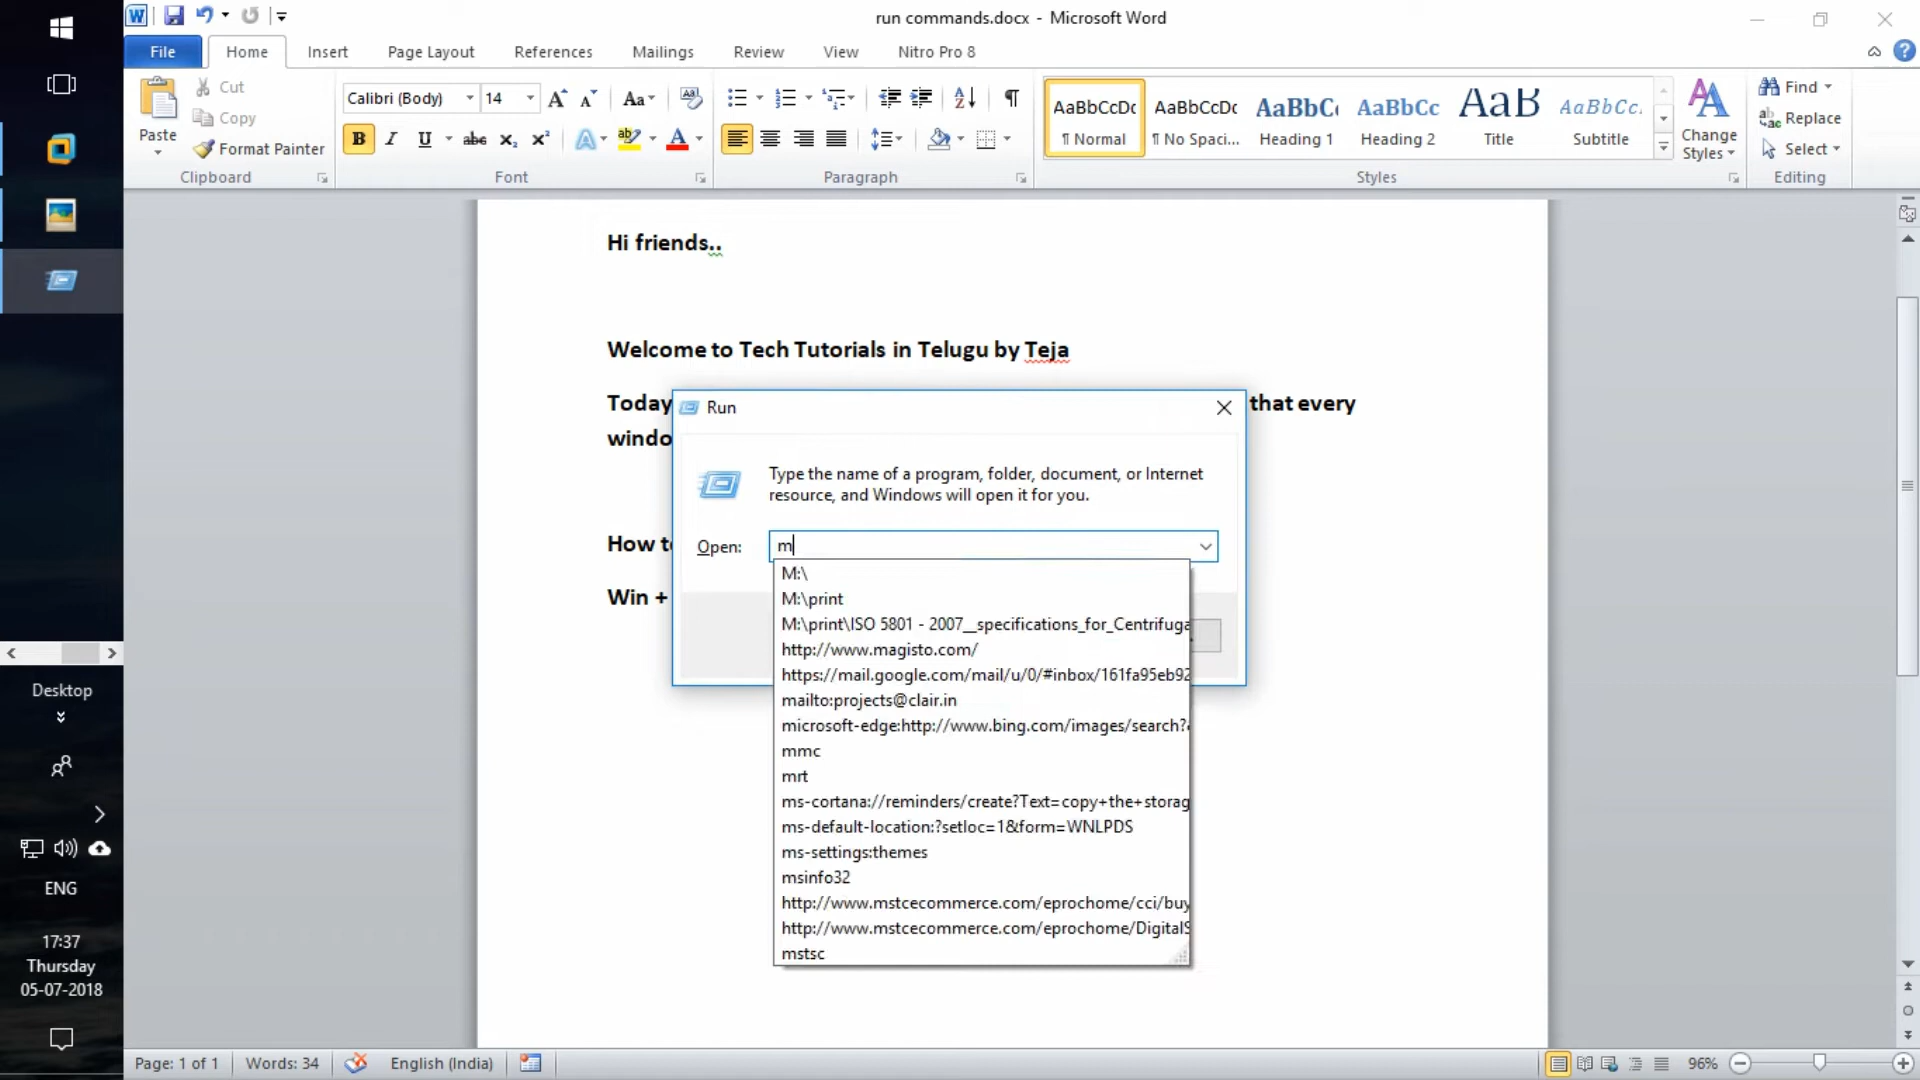 run commands.docx - Microsoft Word
File Home Insert Page Layout References Mailings Review View Nitro Pro 8
Paste
Cut
Copy
Format Painter
Clipboard
Calibri (Body) 14
Font
Paragraph
AaBbCcDc AaBbCcDc AaBbC AaBbCc AaB AaBbCc.
¶ Normal ¶ No Spaci... Heading 1 Heading 2 Title Subtitle
Change
Styles
Styles
Find
Replace
Select
Editing
Hi friends..
Welcome to Tech Tutorials in Telugu by Teja
Today that every
windo
How t
Win +
Run
Type the name of a program, folder, document, or Internet
resource, and Windows will open it for you.
Open: m
M:\
M:\print
M:\print\ISO 5801 - 2007__specifications_for_Centrifuga
http://www.magisto.com/
https://mail.google.com/mail/u/0/#inbox/161fa95eb92
mailto:projects@clair.in
microsoft-edge:http://www.bing.com/images/search?
mmc
mrt
ms-cortana://reminders/create?Text=copy+the+storag
ms-default-location:?setloc=1&form=WNLPDS
ms-settings:themes
msinfo32
http://www.mstcecommerce.com/eprochome/cci/buy
http://www.mstcecommerce.com/eprochome/DigitalS
mstsc
Desktop
ENG
17:37
Thursday
05-07-2018
Page: 1 of 1 Words: 34 English (India) 96%